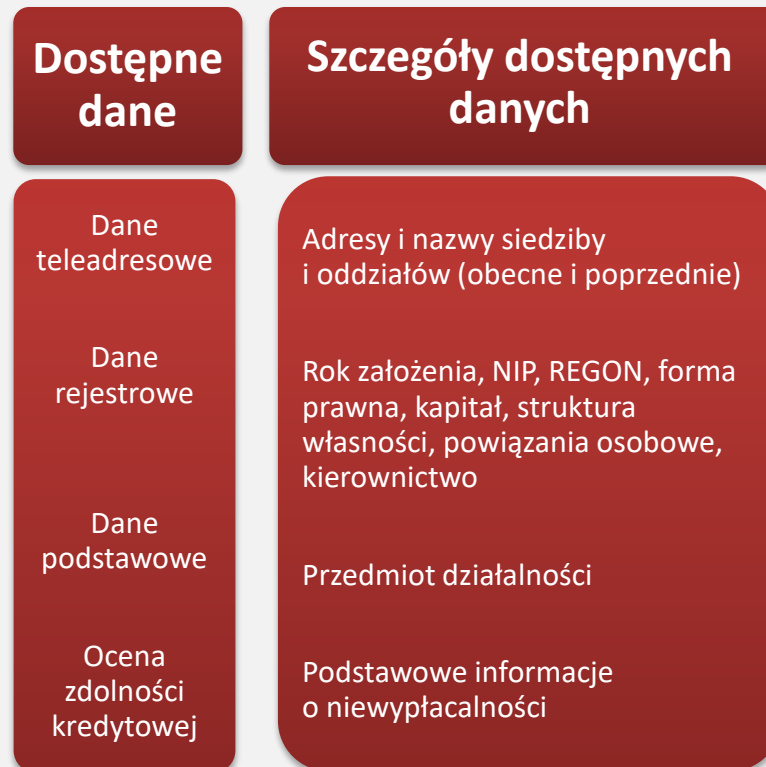 Dostępne
dane
Szczegóły dostępnych
danych
Dane
teleadresowe
Adresy i nazwy siedziby
i oddziałów (obecne i poprzednie)
Dane
rejestrowe
Rok założenia, NIP, REGON, forma
prawna, kapitał, struktura
własności, powiązania osobowe,
kierownictwo
Dane
podstawowe
Przedmiot działalności
Ocena
zdolności
kredytowej
Podstawowe informacje
o niewypłacalności